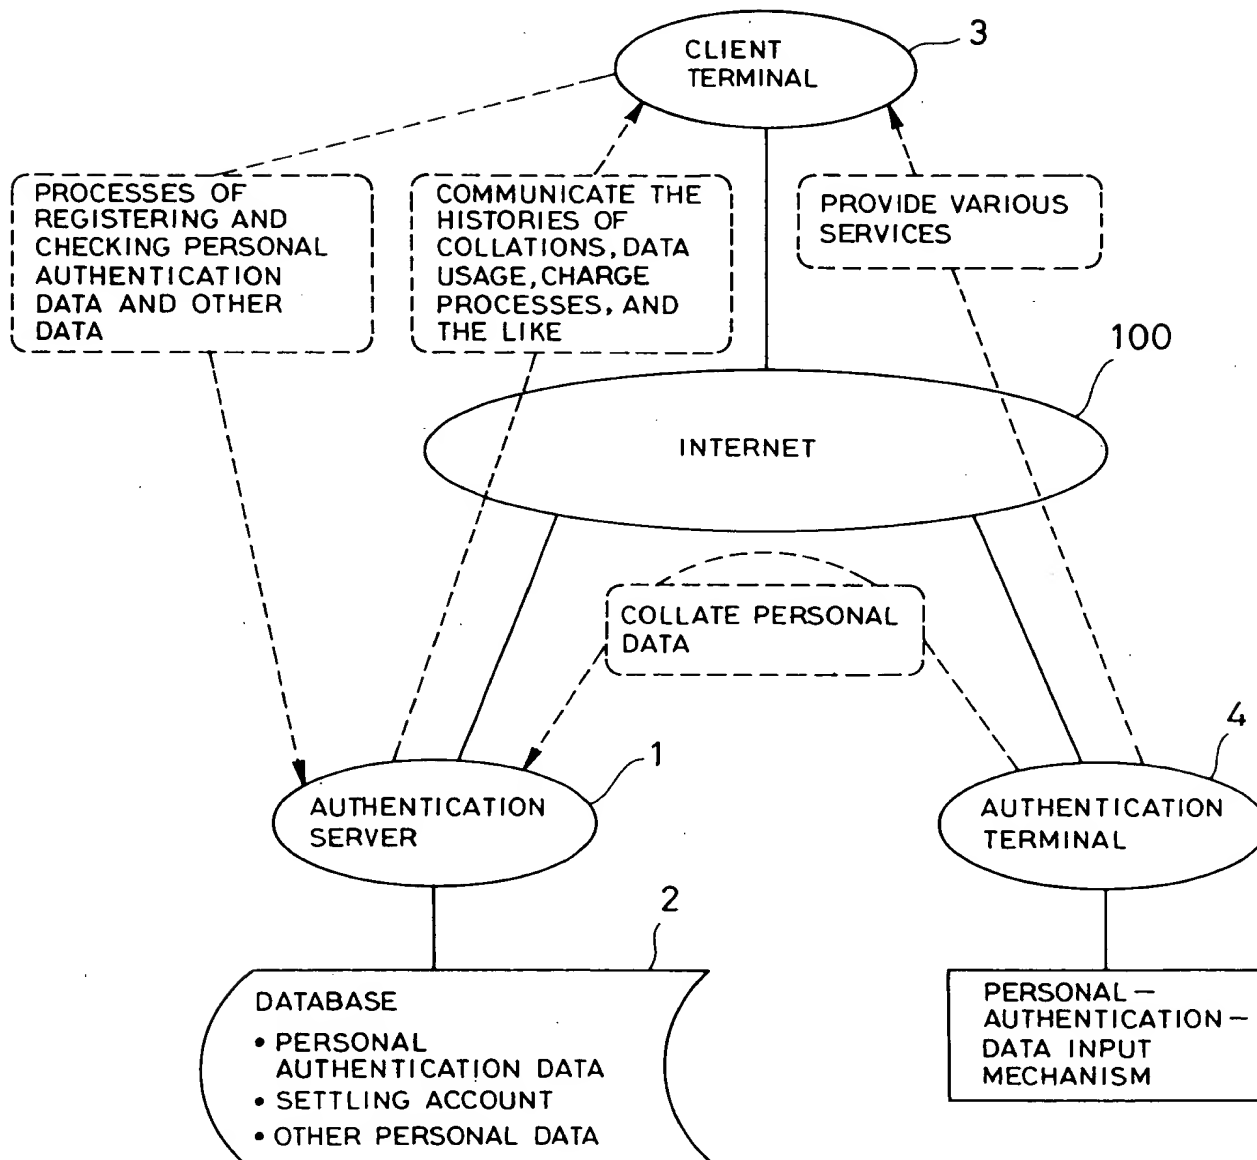 CLIENT
TERMINAL
3
PROCESSES OF
REGISTERING AND
CHECKING PERSONAL
AUTHENTICATION
DATA AND OTHER
DATA
COMMUNICATE THE
HISTORIES OF
COLLATIONS, DATA
USAGE, CHARGE
PROCESSES, AND
THE LIKE
PROVIDE VARIOUS
SERVICES
100
INTERNET
COLLATE PERSONAL
DATA
1
AUTHENTICATION
SERVER
4
AUTHENTICATION
TERMINAL
2
DATABASE
• PERSONAL
AUTHENTICATION DATA
• SETTLING ACCOUNT
• OTHER PERSONAL DATA
PERSONAL—
AUTHENTICATION—
DATA INPUT
MECHANISM